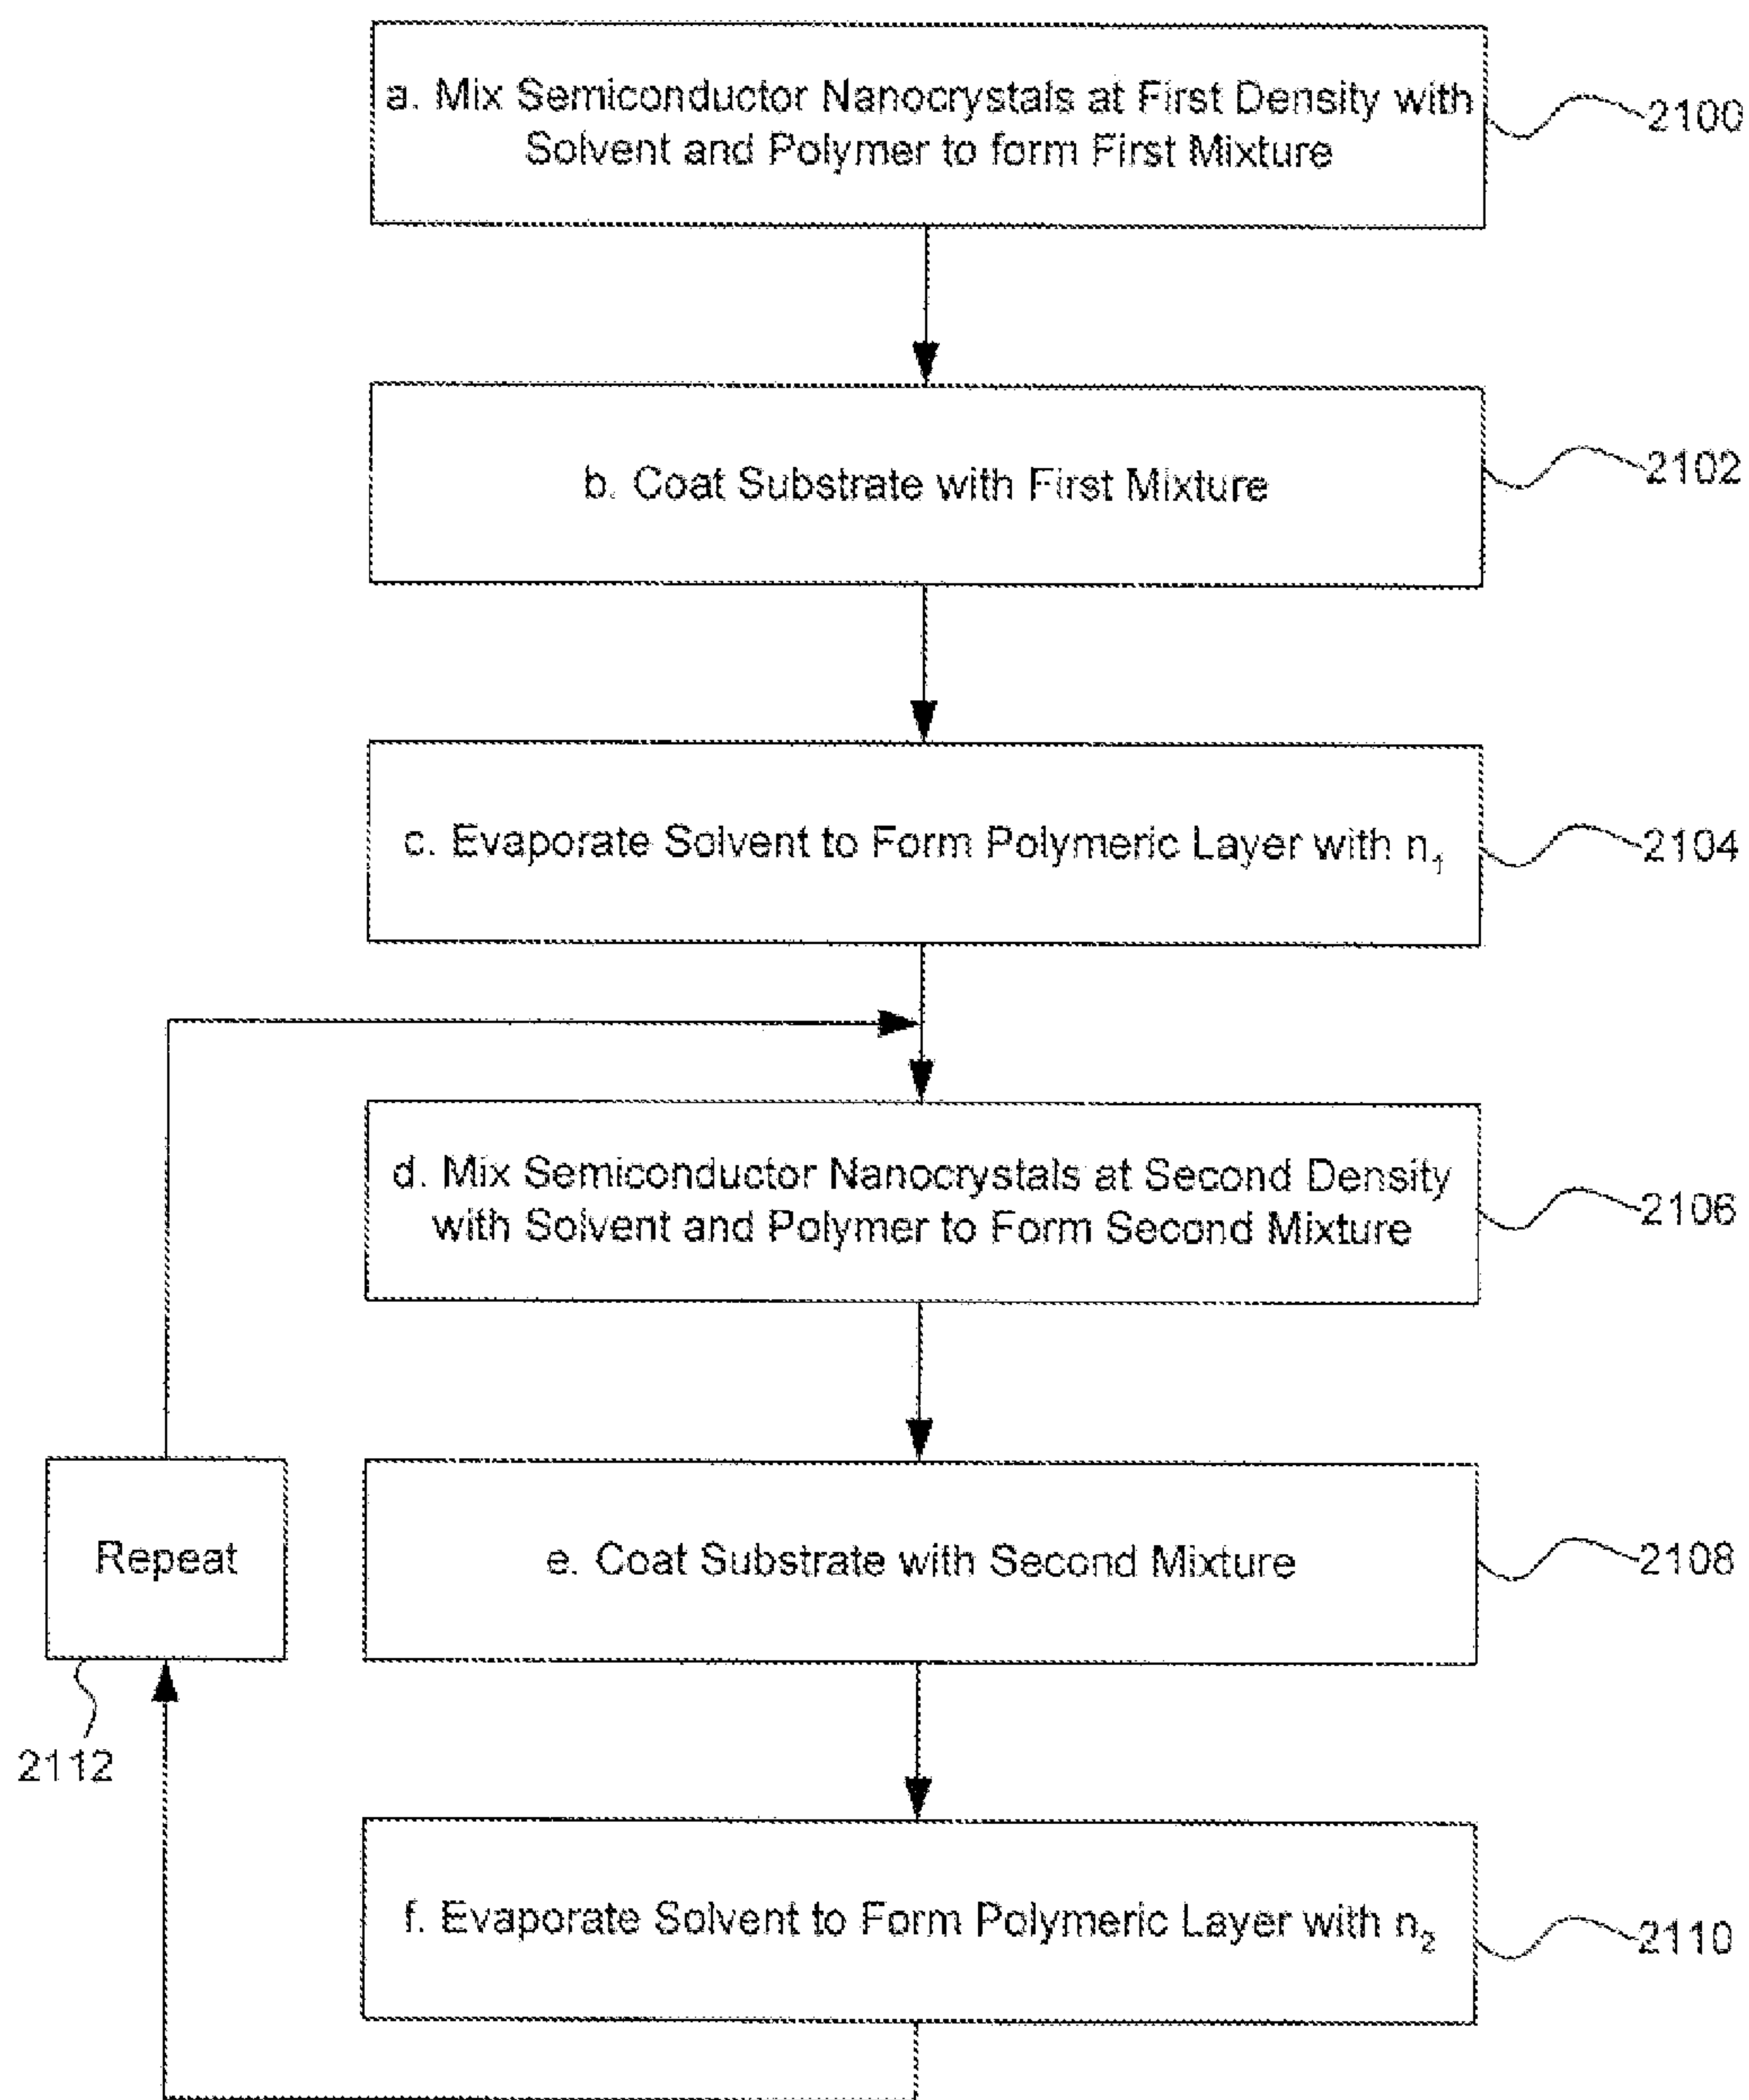 a. Mix Semiconductor Nanocrystals at First Density with
Solvent and Polymer to form First Mixture
2100
b. Coat Substrate with First Mixture
2102
c. Evaporate Solvent to Form Polymeric Layer with n₁
2104
d. Mix Semiconductor Nanocrystals at Second Density
with Solvent and Polymer to Form Second Mixture
2106
Repeat
2112
e. Coat Substrate with Second Mixture
2108
f. Evaporate Solvent to Form Polymeric Layer with n₂
2110